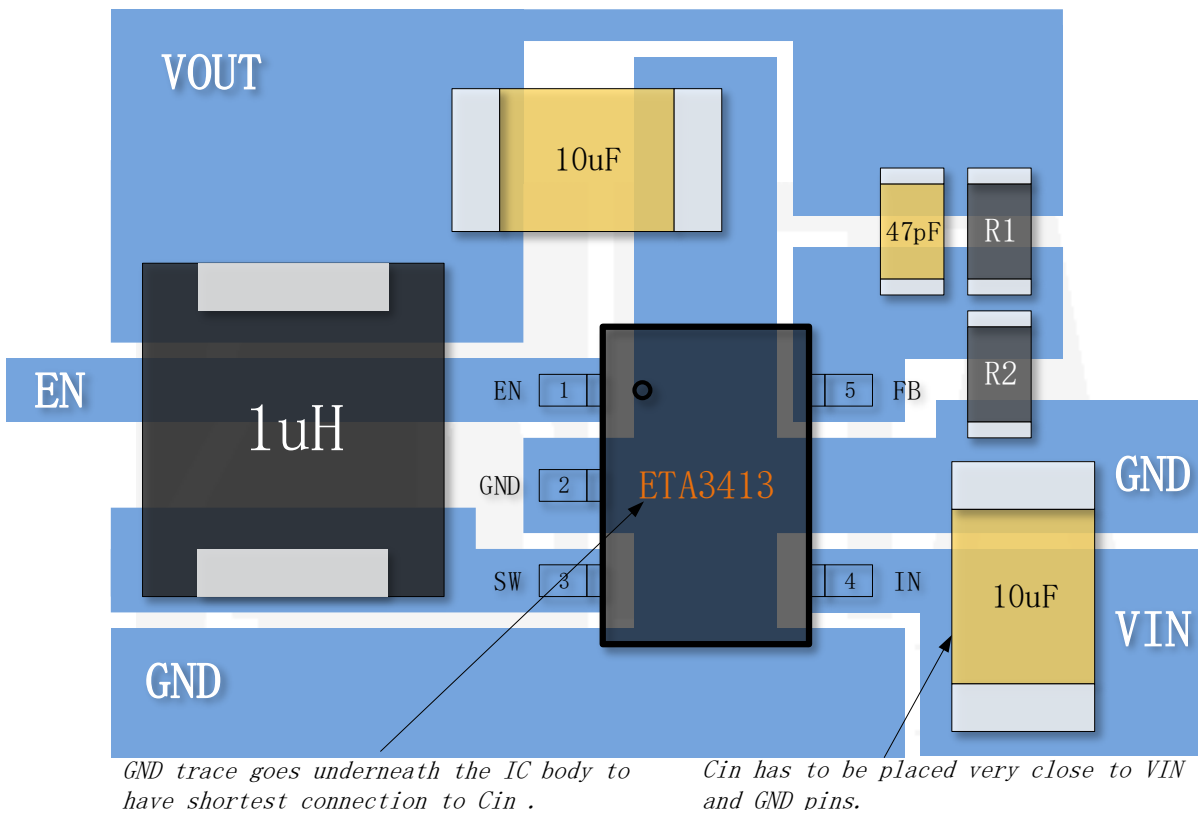 VOUT
10uF
47pF
R1
R2
EN
1uH
EN
1
5
FB
GND
2
ETA3413
GND
SW
3
4
IN
10uF
VIN
GND
GND trace goes underneath the IC body to
have shortest connection to Cin .
Cin has to be placed very close to VIN
and GND pins.